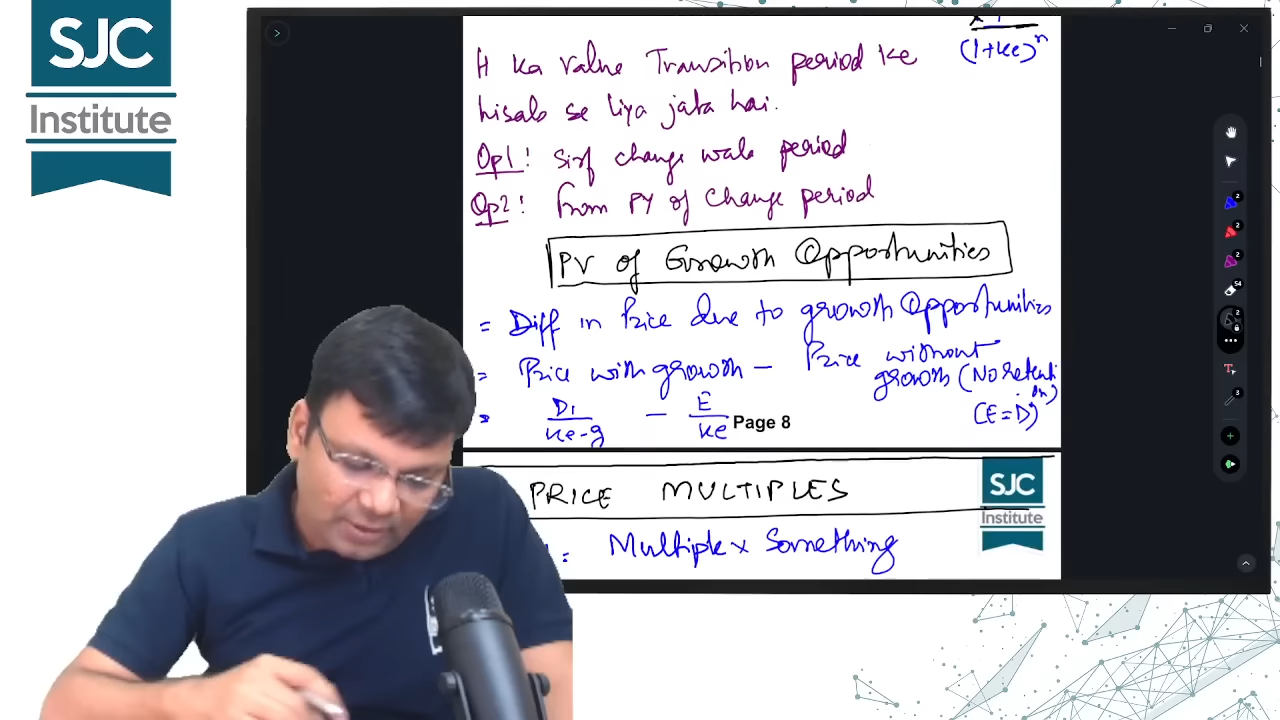 SJC
Institute
(1+ke)^n
H ka value Transition period ke
hisab se liya jata hai.
Op1! Sirf change wala period
Op2! From PY of Change period
PV of Growth Opportunities
= Diff in Price due to growth Opportunities
= Price with growth - Price without
growth (No retention)
(E=D)
= D1/ke-g - E/ke
Page 8
PRICE MULTIPLES
SJC
Institute
= Multiple x Something